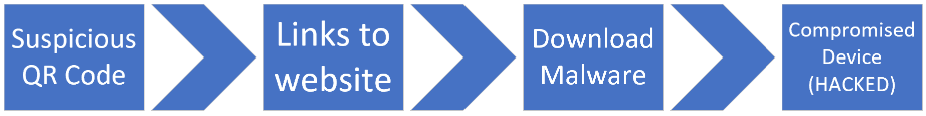 Suspicious
QR Code
Links to
website
Download
Malware
Compromised
Device
(HACKED)